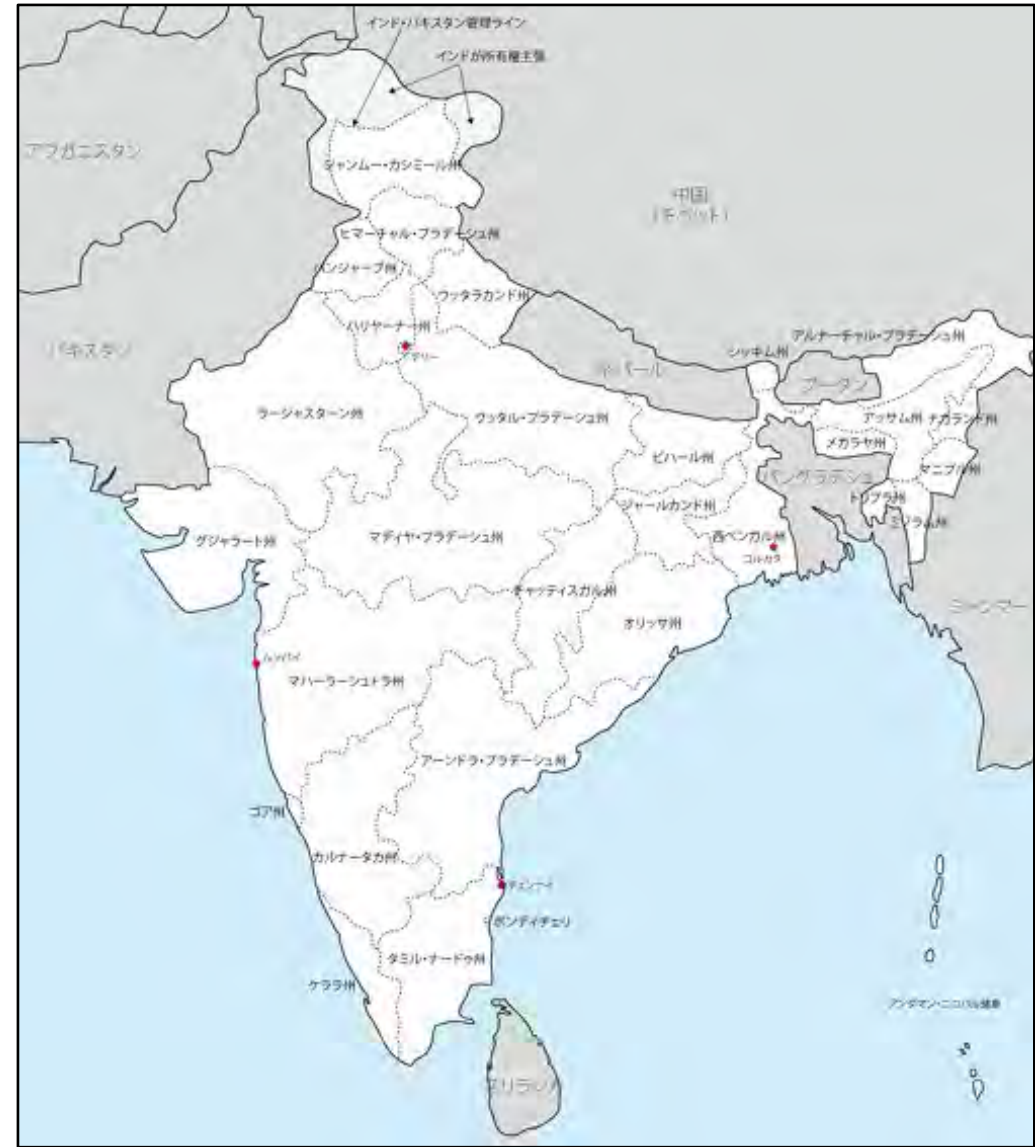 インド・パキスタン管理ライン
インドが所有権主張
アフガニスタン
ジャンムー・カシミール州
中国
(チベット)
ヒマーチャル・プラデーシュ州
パンジャーブ州
ウッタラカンド州
ハリヤーナー州
パキスタン
デリー
アルナーチャル・プラデーシュ州
シッキム州
ネパール
ブータン
ラージャスターン州
ウッタル・プラデーシュ州
アッサム州
ナガランド州
メガラヤ州
ビハール州
マニプル州
バングラデシュ
ジャールカンド州
トリプラ州
ミゾラム州
グジャラート州
マディヤ・プラデーシュ州
西ベンガル州
コルカタ
チャッティスガル州
ミャンマー
オリッサ州
ムンバイ
マハーラーシュトラ州
アーンドラ・プラデーシュ州
ゴア州
カルナータカ州
チェンナイ
ポンディチェリ
タミル・ナードゥ州
ケララ州
アンダマン・ニコバル諸島
スリランカ